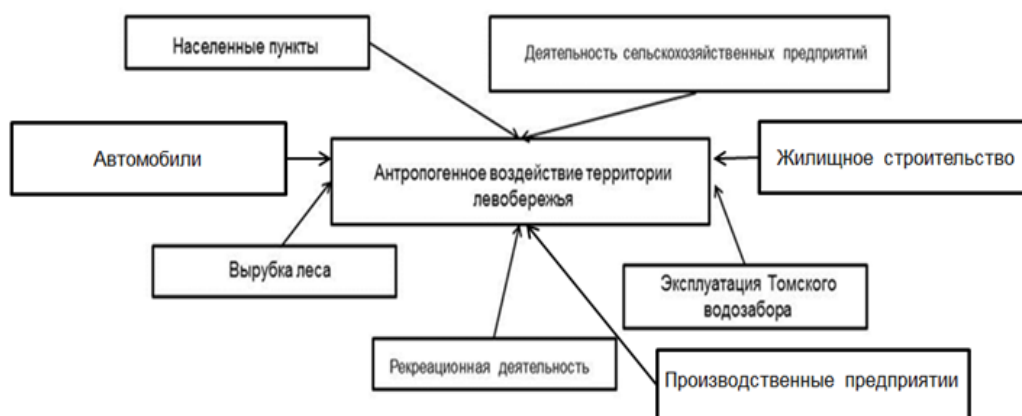 Населенные пункты
Деятельность сельскохозяйственных предприятий
Автомобили
Антропогенное воздействие территории
левобережья
Жилищное строительство
Вырубка леса
Эксплуатация Томского
водозабора
Рекреационная деятельность
Производственные предприятии